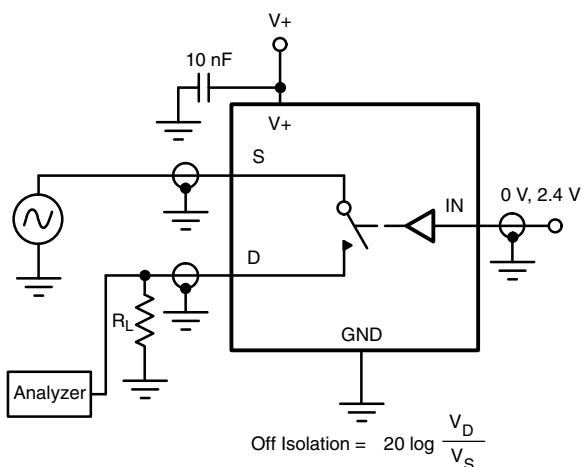 V+
10 nF
V+
S
0 V, 2.4 V
IN
D
R_L
GND
Analyzer
Off Isolation = 20 log V_D / V_S